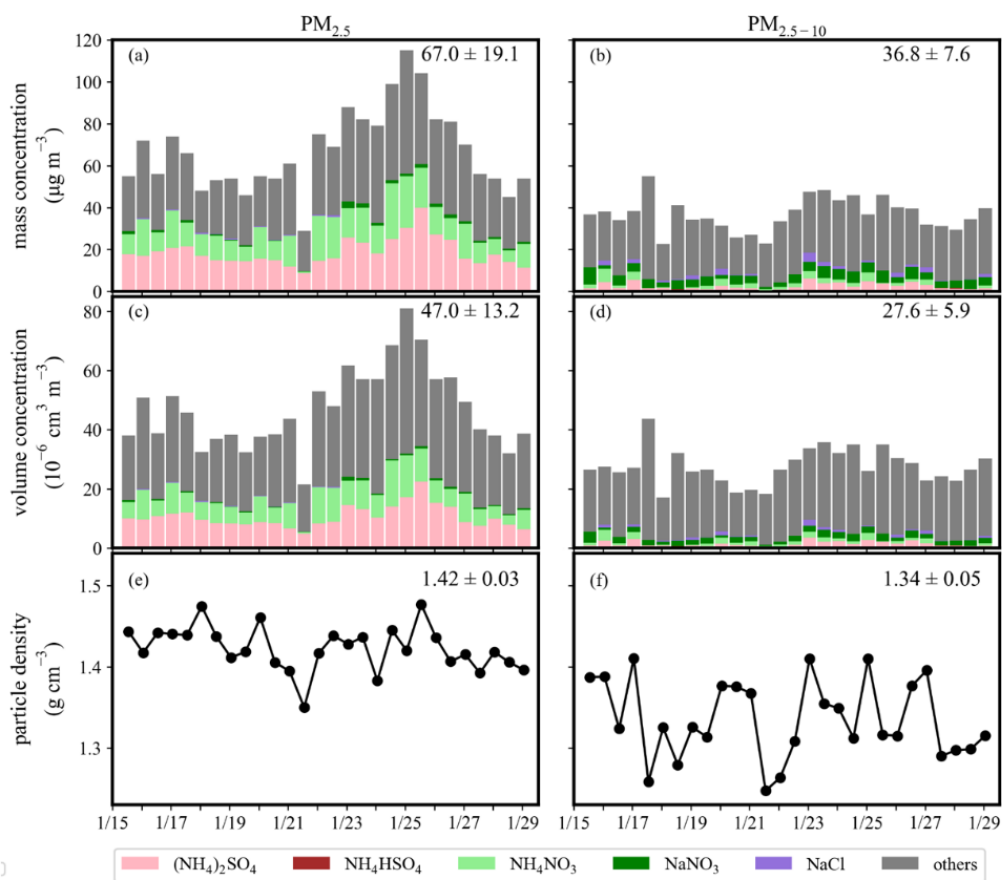 PM2.5 PM2.5−10
(a) 67.0 ± 19.1 (b) 36.8 ± 7.6
mass concentration
(μg m−3)
120
100
80
60
40
20
0
(c) 47.0 ± 13.2 (d) 27.6 ± 5.9
volume concentration
(10−6 cm3 m−3)
80
60
40
20
0
(e) 1.42 ± 0.03 (f) 1.34 ± 0.05
particle density
(g cm−3)
1.5
1.4
1.3
1/15 1/17 1/19 1/21 1/23 1/25 1/27 1/29 1/15 1/17 1/19 1/21 1/23 1/25 1/27 1/29
(NH4)2SO4 NH4HSO4 NH4NO3 NaNO3 NaCl others